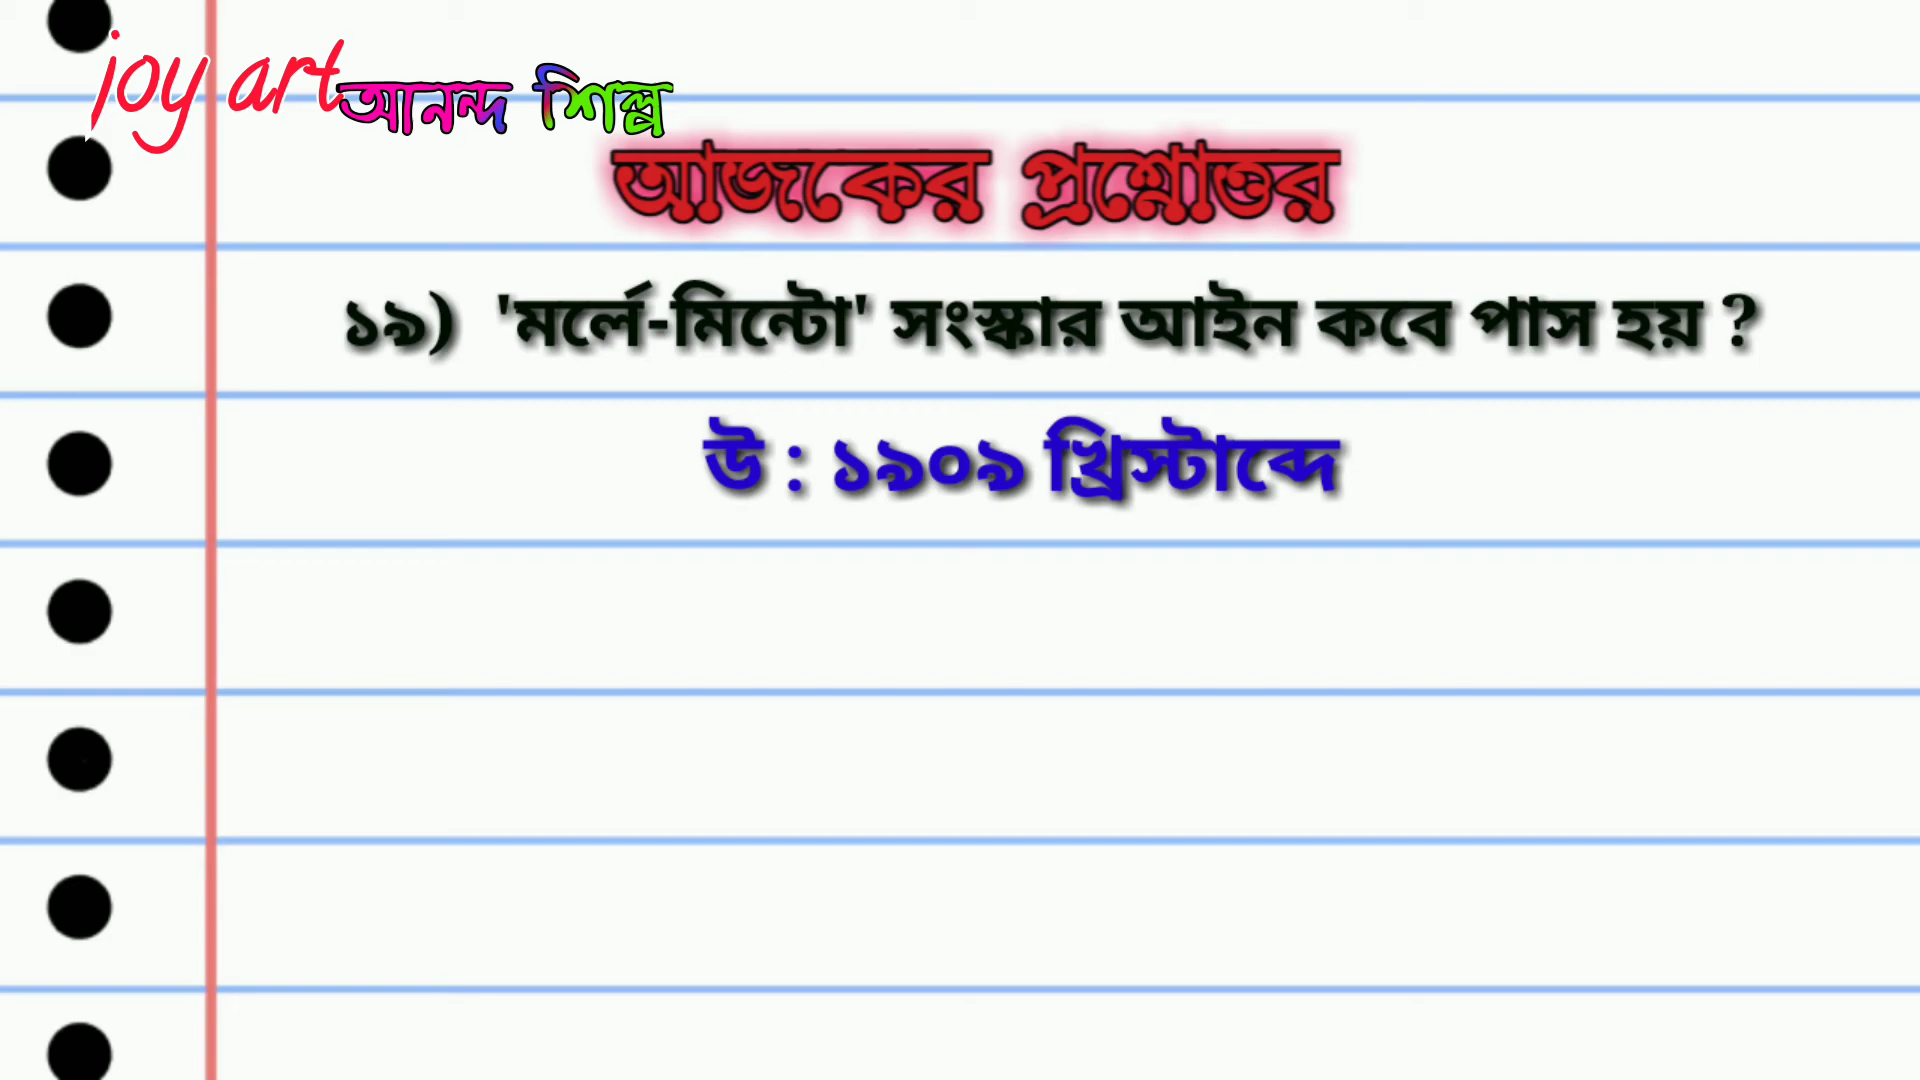 joy art আনন্দ শিল্প
আজকের প্রশ্নোত্তর
১৯) 'মর্লে-মিন্টো' সংস্কার আইন কবে পাস হয় ?
উ : ১৯০৯ খ্রিস্টাব্দে